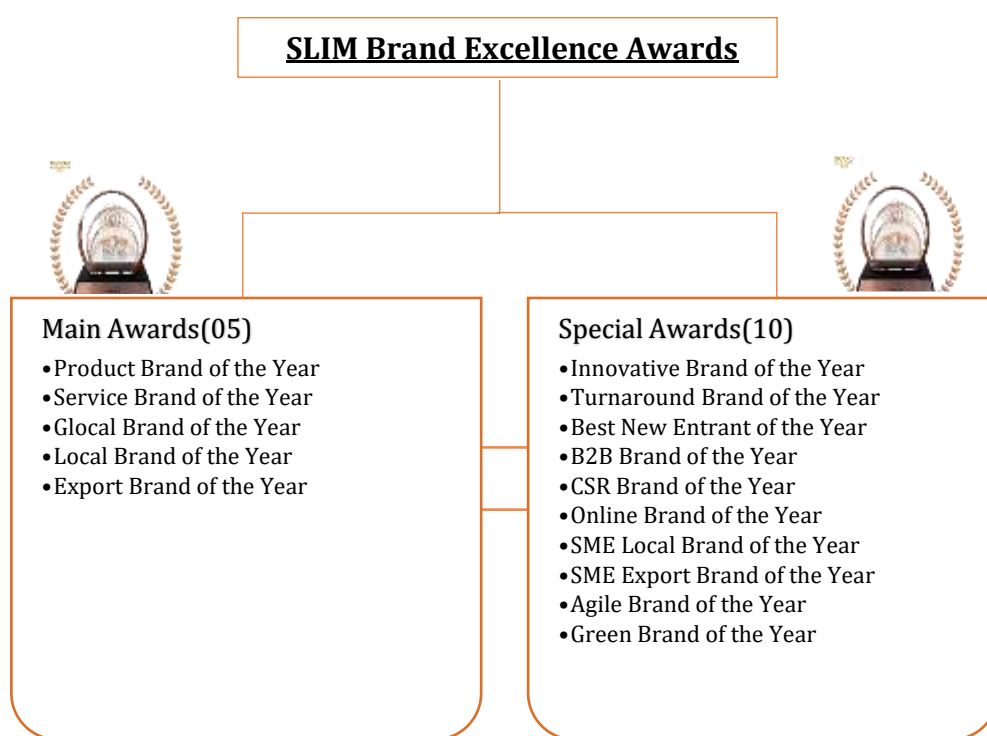 SLIM Brand Excellence Awards
Main Awards(05)
•Product Brand of the Year
•Service Brand of the Year
•Glocal Brand of the Year
•Local Brand of the Year
•Export Brand of the Year
Special Awards(10)
•Innovative Brand of the Year
•Turnaround Brand of the Year
•Best New Entrant of the Year
•B2B Brand of the Year
•CSR Brand of the Year
•Online Brand of the Year
•SME Local Brand of the Year
•SME Export Brand of the Year
•Agile Brand of the Year
•Green Brand of the Year